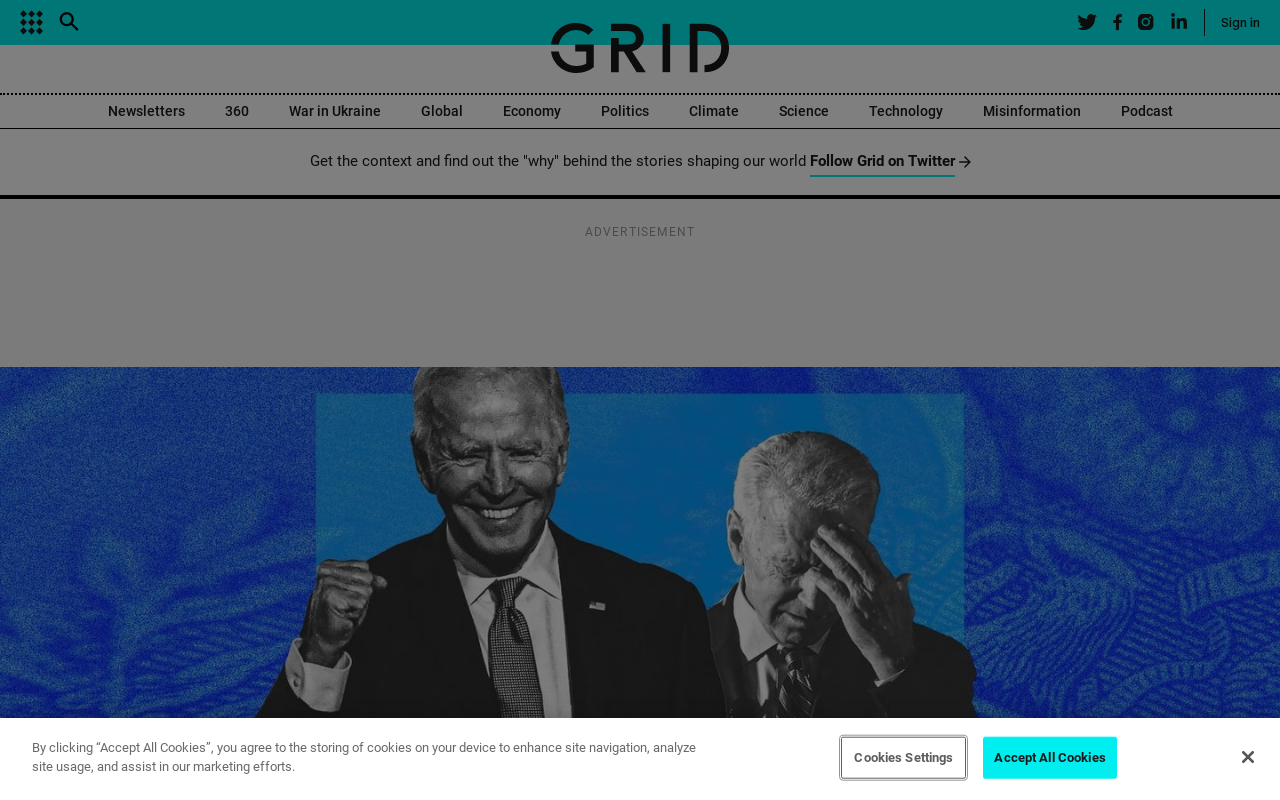 GRID
Sign in
Newsletters 360 War in Ukraine Global Economy Politics Climate Science Technology Misinformation Podcast
Get the context and find out the "why" behind the stories shaping our world Follow Grid on Twitter
ADVERTISEMENT
By clicking “Accept All Cookies”, you agree to the storing of cookies on your device to enhance site navigation, analyze
site usage, and assist in our marketing efforts.
Cookies Settings
Accept All Cookies